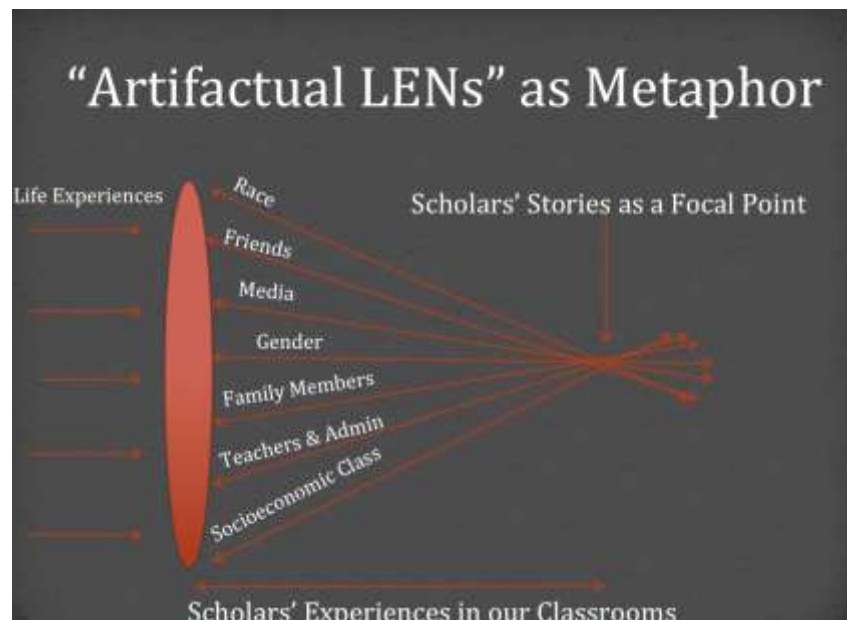 “Artifactual LENs” as Metaphor
Life Experiences
Race
Scholars’ Stories as a Focal Point
Friends
Media
Gender
Family Members
Teachers & Admin
Socioeconomic Class
Scholars’ Experiences in our Classrooms